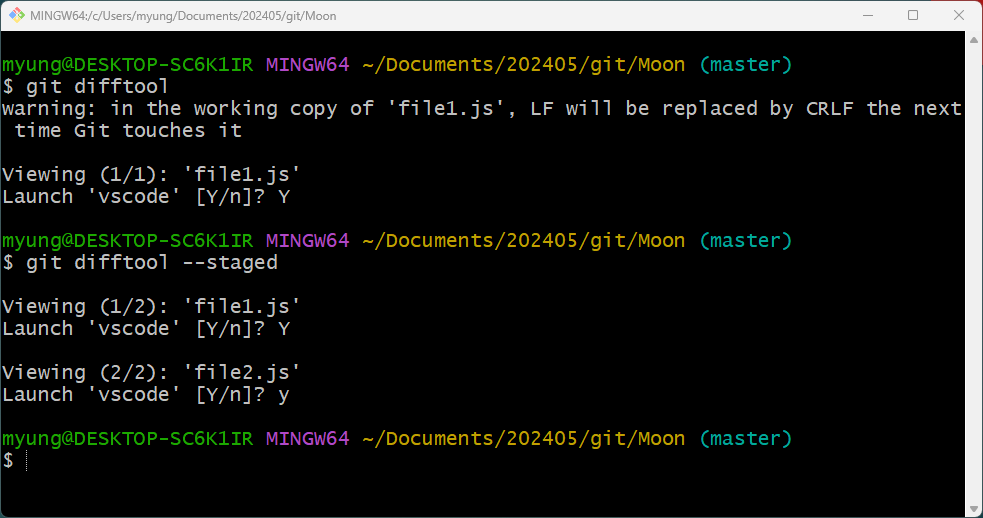 MINGW64:/c/Users/myung/Documents/202405/git/Moon
myung@DESKTOP-SC6K1IR MINGW64 ~/Documents/202405/git/Moon (master)
$ git difftool
warning: in the working copy of 'file1.js', LF will be replaced by CRLF the next
 time Git touches it
Viewing (1/1): 'file1.js'
Launch 'vscode' [Y/n]? Y
myung@DESKTOP-SC6K1IR MINGW64 ~/Documents/202405/git/Moon (master)
$ git difftool --staged
Viewing (1/2): 'file1.js'
Launch 'vscode' [Y/n]? Y
Viewing (2/2): 'file2.js'
Launch 'vscode' [Y/n]? y
myung@DESKTOP-SC6K1IR MINGW64 ~/Documents/202405/git/Moon (master)
$